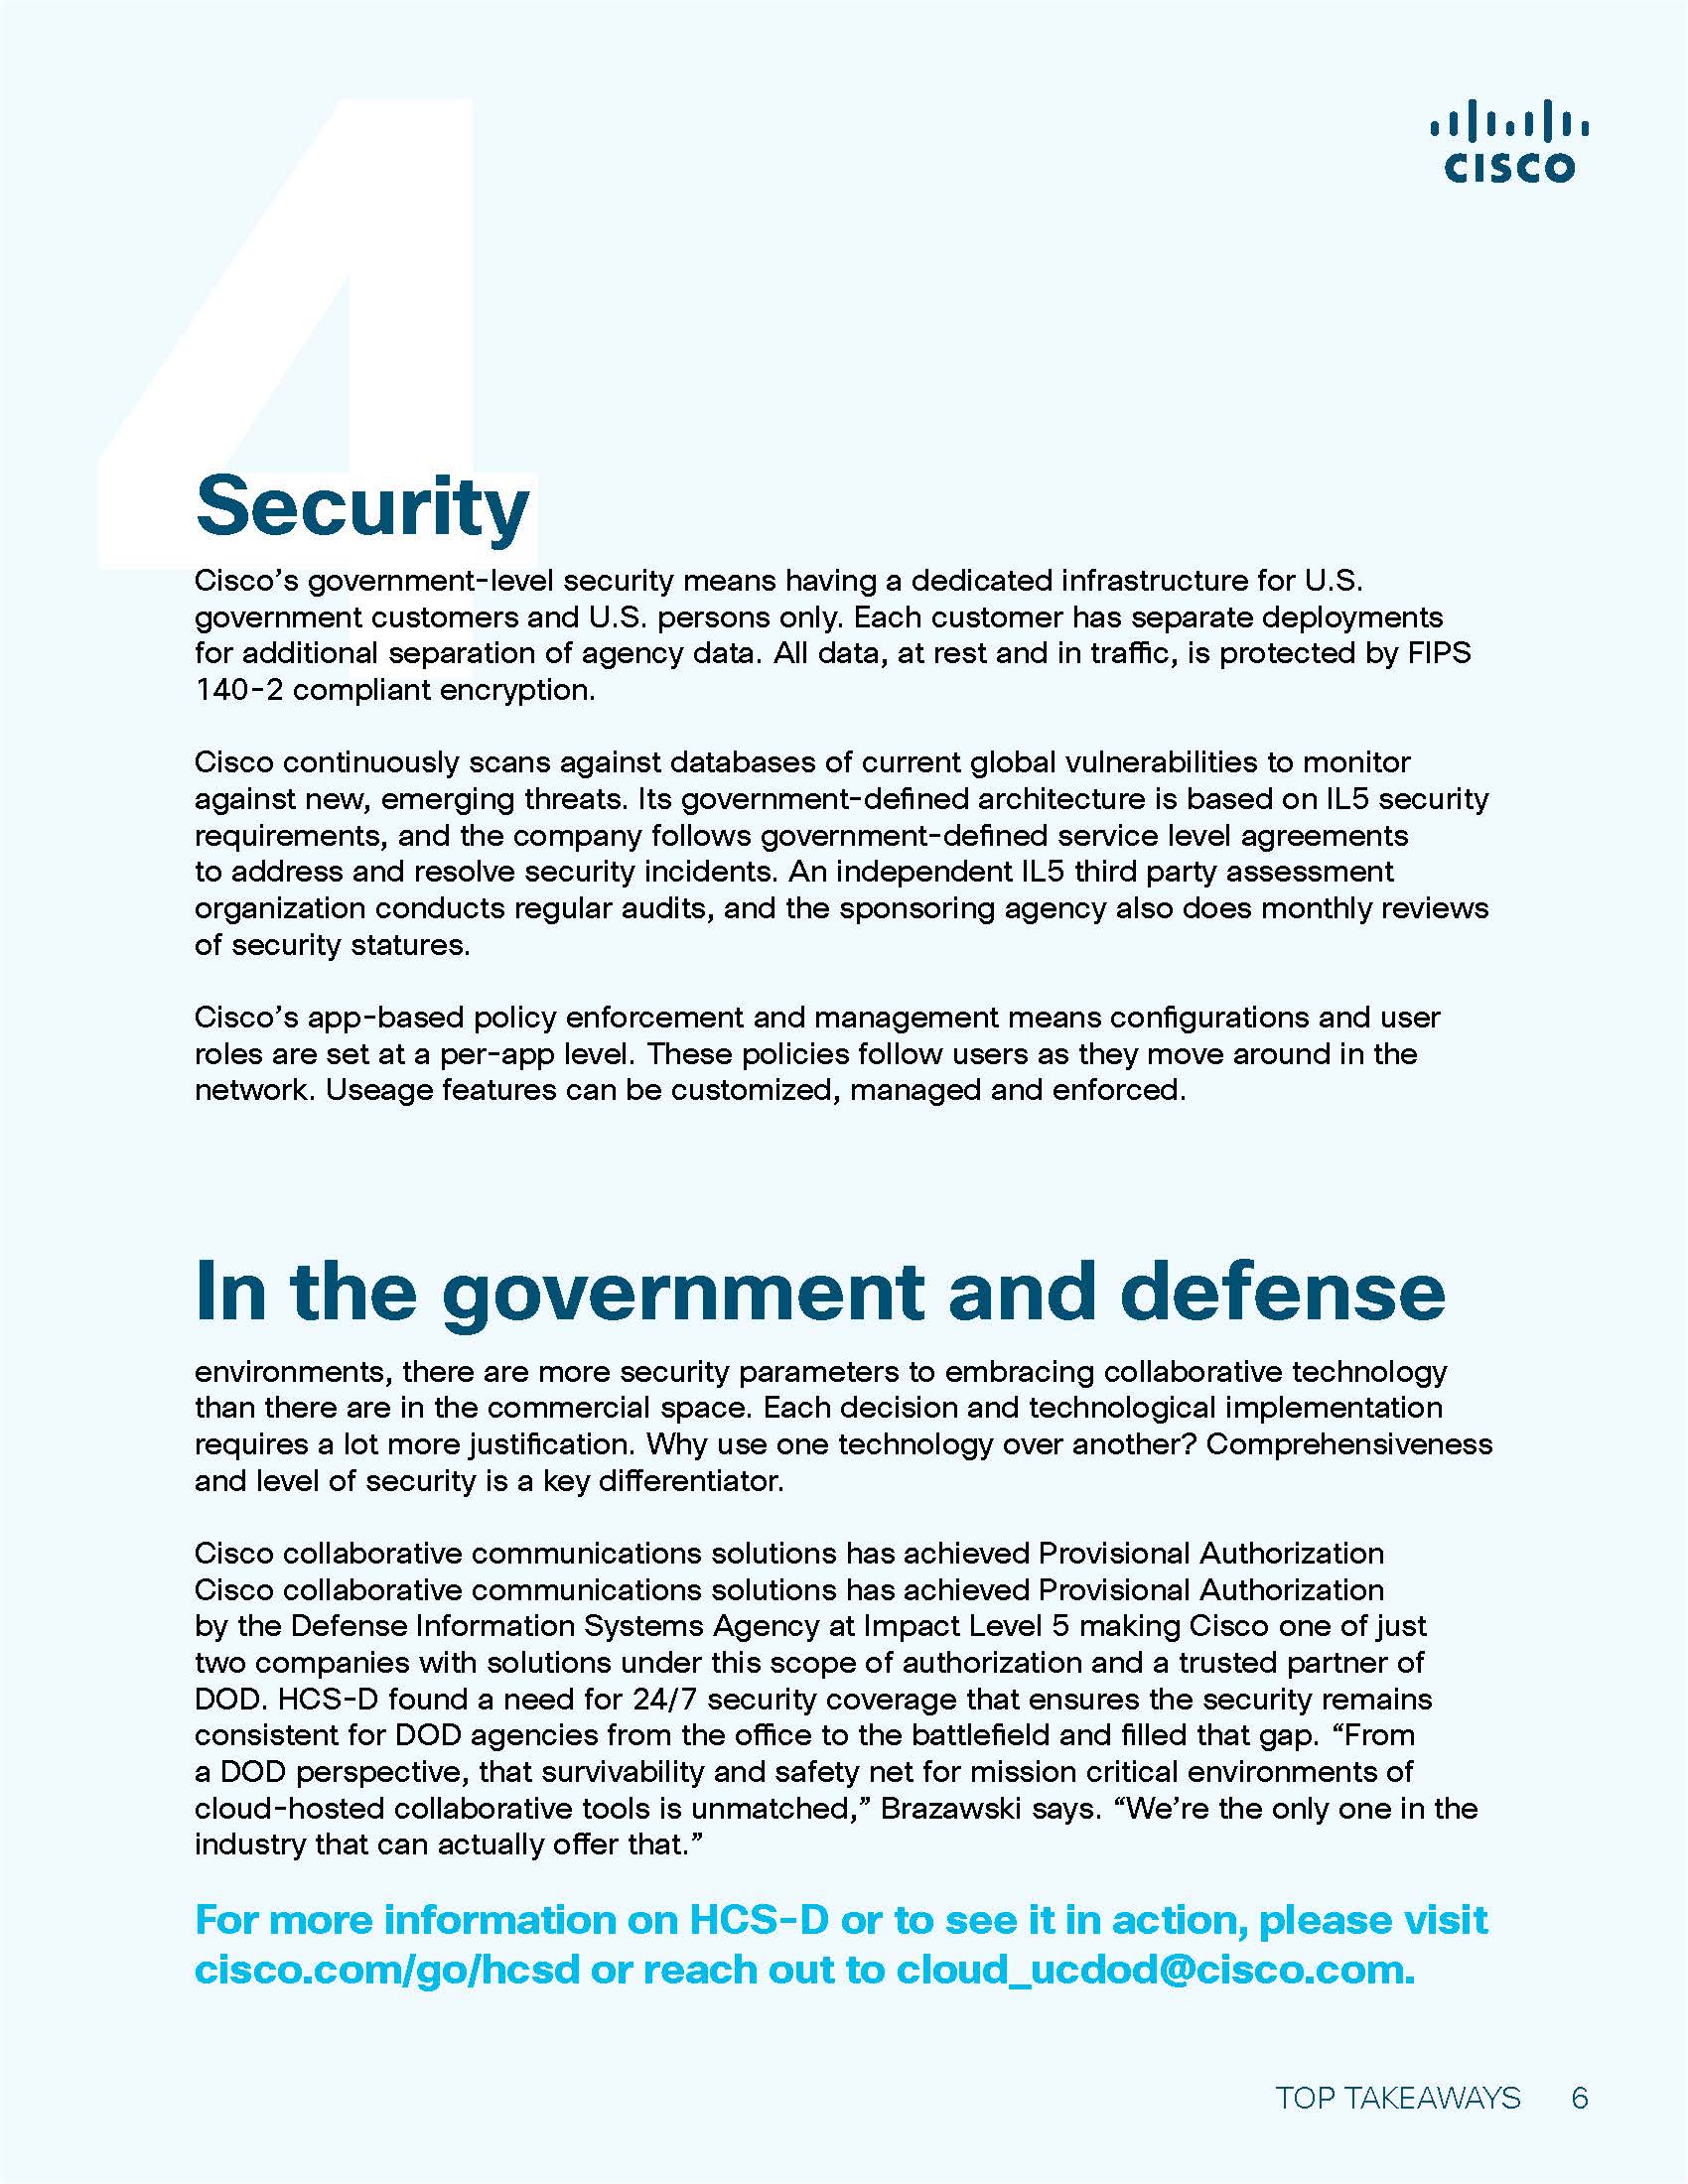 4
CISCO
Security
Cisco’s government-level security means having a dedicated infrastructure for U.S.
government customers and U.S. persons only. Each customer has separate deployments
for additional separation of agency data. All data, at rest and in traffic, is protected by FIPS
140-2 compliant encryption.
Cisco continuously scans against databases of current global vulnerabilities to monitor
against new, emerging threats. Its government-defined architecture is based on IL5 security
requirements, and the company follows government-defined service level agreements
to address and resolve security incidents. An independent IL5 third party assessment
organization conducts regular audits, and the sponsoring agency also does monthly reviews
of security statures.
Cisco’s app-based policy enforcement and management means configurations and user
roles are set at a per-app level. These policies follow users as they move around in the
network. Useage features can be customized, managed and enforced.
In the government and defense
environments, there are more security parameters to embracing collaborative technology
than there are in the commercial space. Each decision and technological implementation
requires a lot more justification. Why use one technology over another? Comprehensiveness
and level of security is a key differentiator.
Cisco collaborative communications solutions has achieved Provisional Authorization
Cisco collaborative communications solutions has achieved Provisional Authorization
by the Defense Information Systems Agency at Impact Level 5 making Cisco one of just
two companies with solutions under this scope of authorization and a trusted partner of
DOD. HCS-D found a need for 24/7 security coverage that ensures the security remains
consistent for DOD agencies from the office to the battlefield and filled that gap. “From
a DOD perspective, that survivability and safety net for mission critical environments of
cloud-hosted collaborative tools is unmatched,” Brazawski says. “We’re the only one in the
industry that can actually offer that.”
For more information on HCS-D or to see it in action, please visit
cisco.com/go/hcsd or reach out to cloud_ucdod@cisco.com.
TOP TAKEAWAYS 6